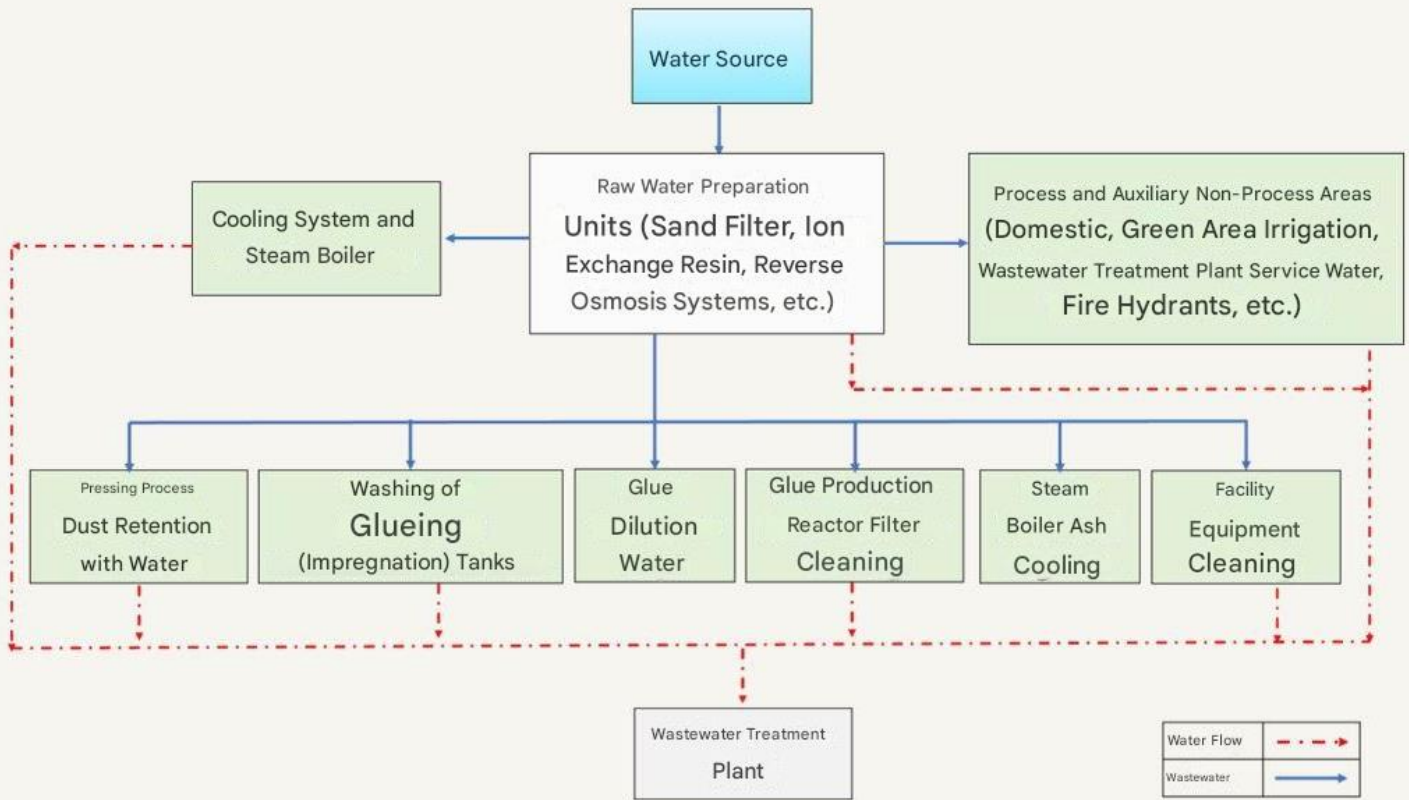 Water Source
Raw Water Preparation
Units (Sand Filter, Ion
Exchange Resin, Reverse
Osmosis Systems, etc.)
Cooling System and
Steam Boiler
Process and Auxiliary Non-Process Areas
(Domestic, Green Area Irrigation,
Wastewater Treatment Plant Service Water,
Fire Hydrants, etc.)
Pressing Process
Dust Retention
with Water
Washing of
Glueing
(Impregnation) Tanks
Glue
Dilution
Water
Glue Production
Reactor Filter
Cleaning
Steam
Boiler Ash
Cooling
Facility
Equipment
Cleaning
Wastewater Treatment
Plant
Water Flow
Wastewater